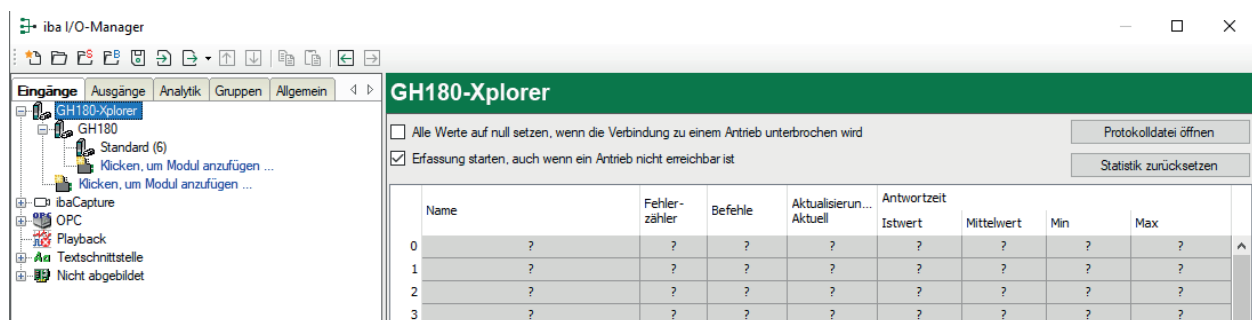 iba I/O-Manager
Eingänge Ausgänge Analytik Gruppen Allgemein
GH180-Xplorer
GH180
Standard (6)
Klicken, um Modul anzufügen ...
Klicken, um Modul anzufügen ...
ibaCapture
OPC
Playback
Textschnittstelle
Nicht abgebildet
GH180-Xplorer
Alle Werte auf null setzen, wenn die Verbindung zu einem Antrieb unterbrochen wird
Protokolldatei öffnen
Erfassung starten, auch wenn ein Antrieb nicht erreichbar ist
Statistik zurücksetzen
Name Fehler- zähler Befehle Aktualisierun... Aktuell Antwortzeit
Istwert Mittelwert Min Max
0 ? ? ? ? ? ? ? ?
1 ? ? ? ? ? ? ? ?
2 ? ? ? ? ? ? ? ?
3 ? ? ? ? ? ? ? ?